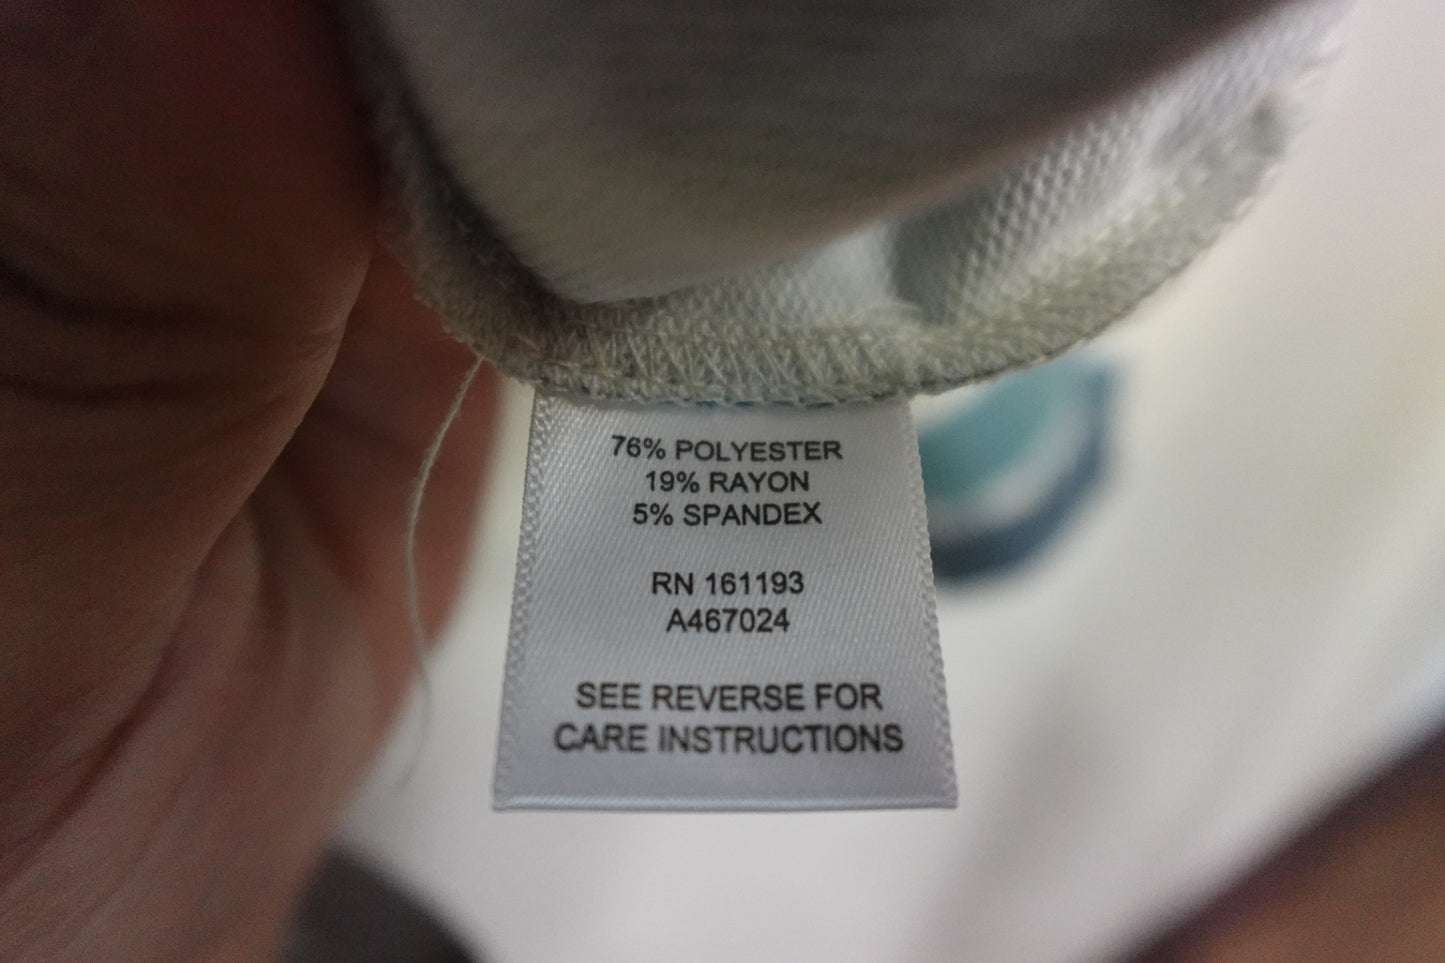 76% POLYESTER
19% RAYON
5% SPANDEX
RN 161193
A467024
SEE REVERSE FOR
CARE INSTRUCTIONS